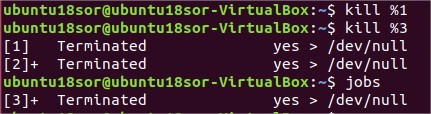 ubuntu18sor@ubuntu18sor-VirtualBox:~$ kill %1
ubuntu18sor@ubuntu18sor-VirtualBox:~$ kill %3
[1]   Terminated              yes > /dev/null
[2]+  Terminated              yes > /dev/null
ubuntu18sor@ubuntu18sor-VirtualBox:~$ jobs
[3]+  Terminated              yes > /dev/null